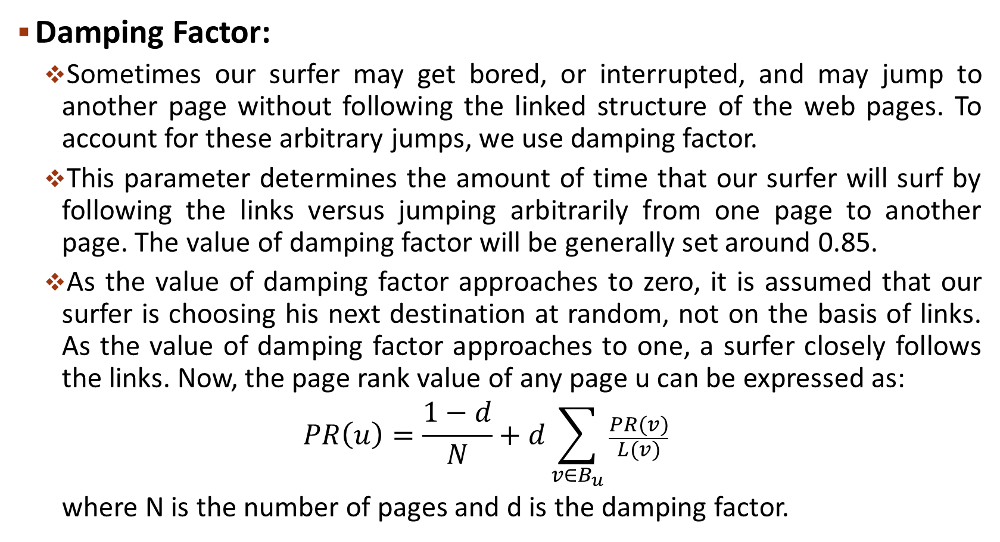 ▪ Damping Factor:
❖Sometimes our surfer may get bored, or interrupted, and may jump to
another page without following the linked structure of the web pages. To
account for these arbitrary jumps, we use damping factor.
❖This parameter determines the amount of time that our surfer will surf by
following the links versus jumping arbitrarily from one page to another
page. The value of damping factor will be generally set around 0.85.
❖As the value of damping factor approaches to zero, it is assumed that our
surfer is choosing his next destination at random, not on the basis of links.
As the value of damping factor approaches to one, a surfer closely follows
the links. Now, the page rank value of any page u can be expressed as:
PR(u) = (1 − d)/N + d ∑_{v∈B_u} PR(v)/L(v)
where N is the number of pages and d is the damping factor.